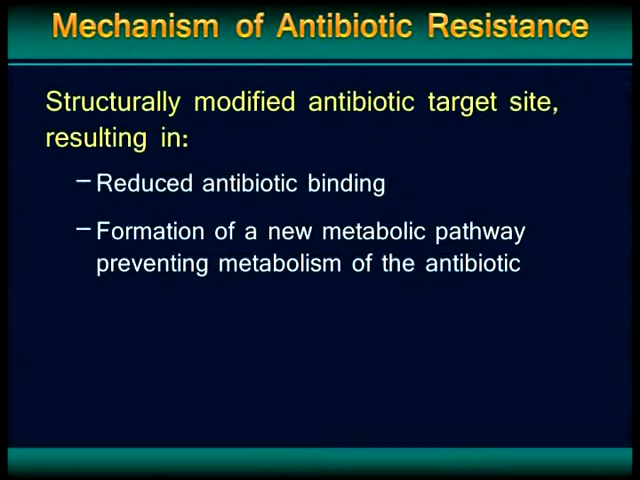 Mechanism of Antibiotic Resistance
Structurally modified antibiotic target site,
resulting in:
– Reduced antibiotic binding
– Formation of a new metabolic pathway
preventing metabolism of the antibiotic